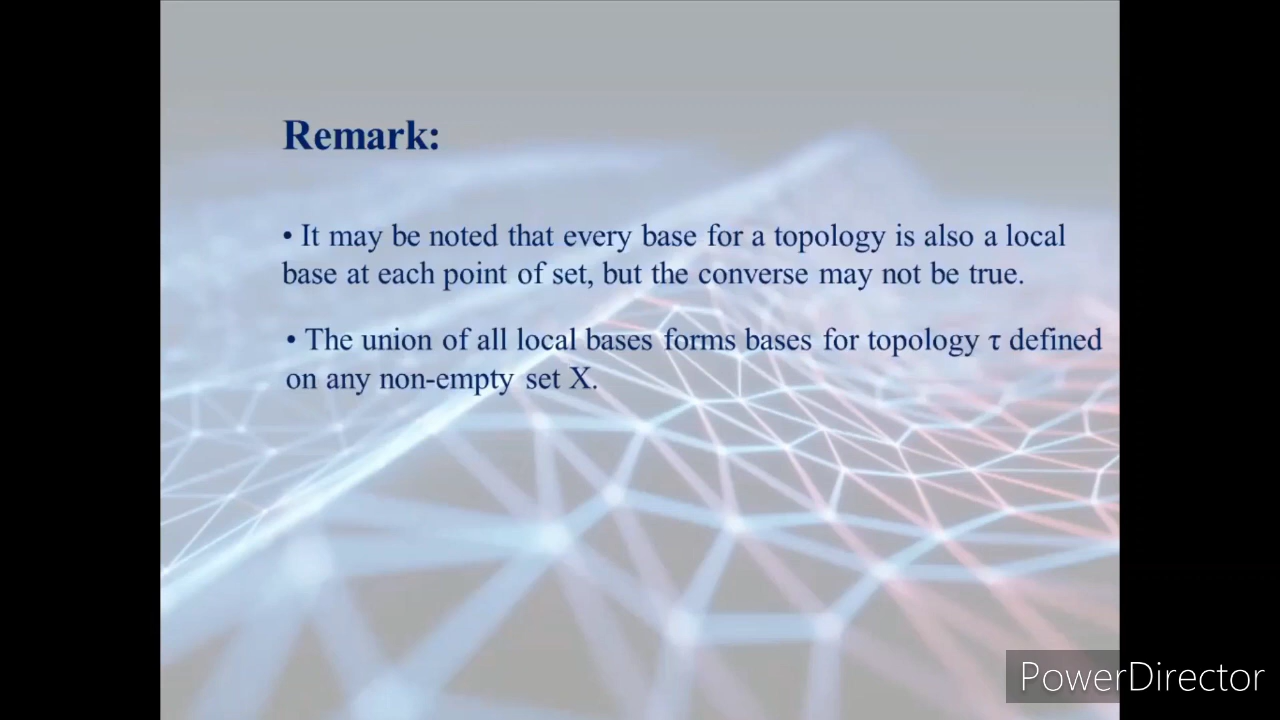 Remark:
• It may be noted that every base for a topology is also a local
base at each point of set, but the converse may not be true.
• The union of all local bases forms bases for topology τ defined
on any non-empty set X.
PowerDirector